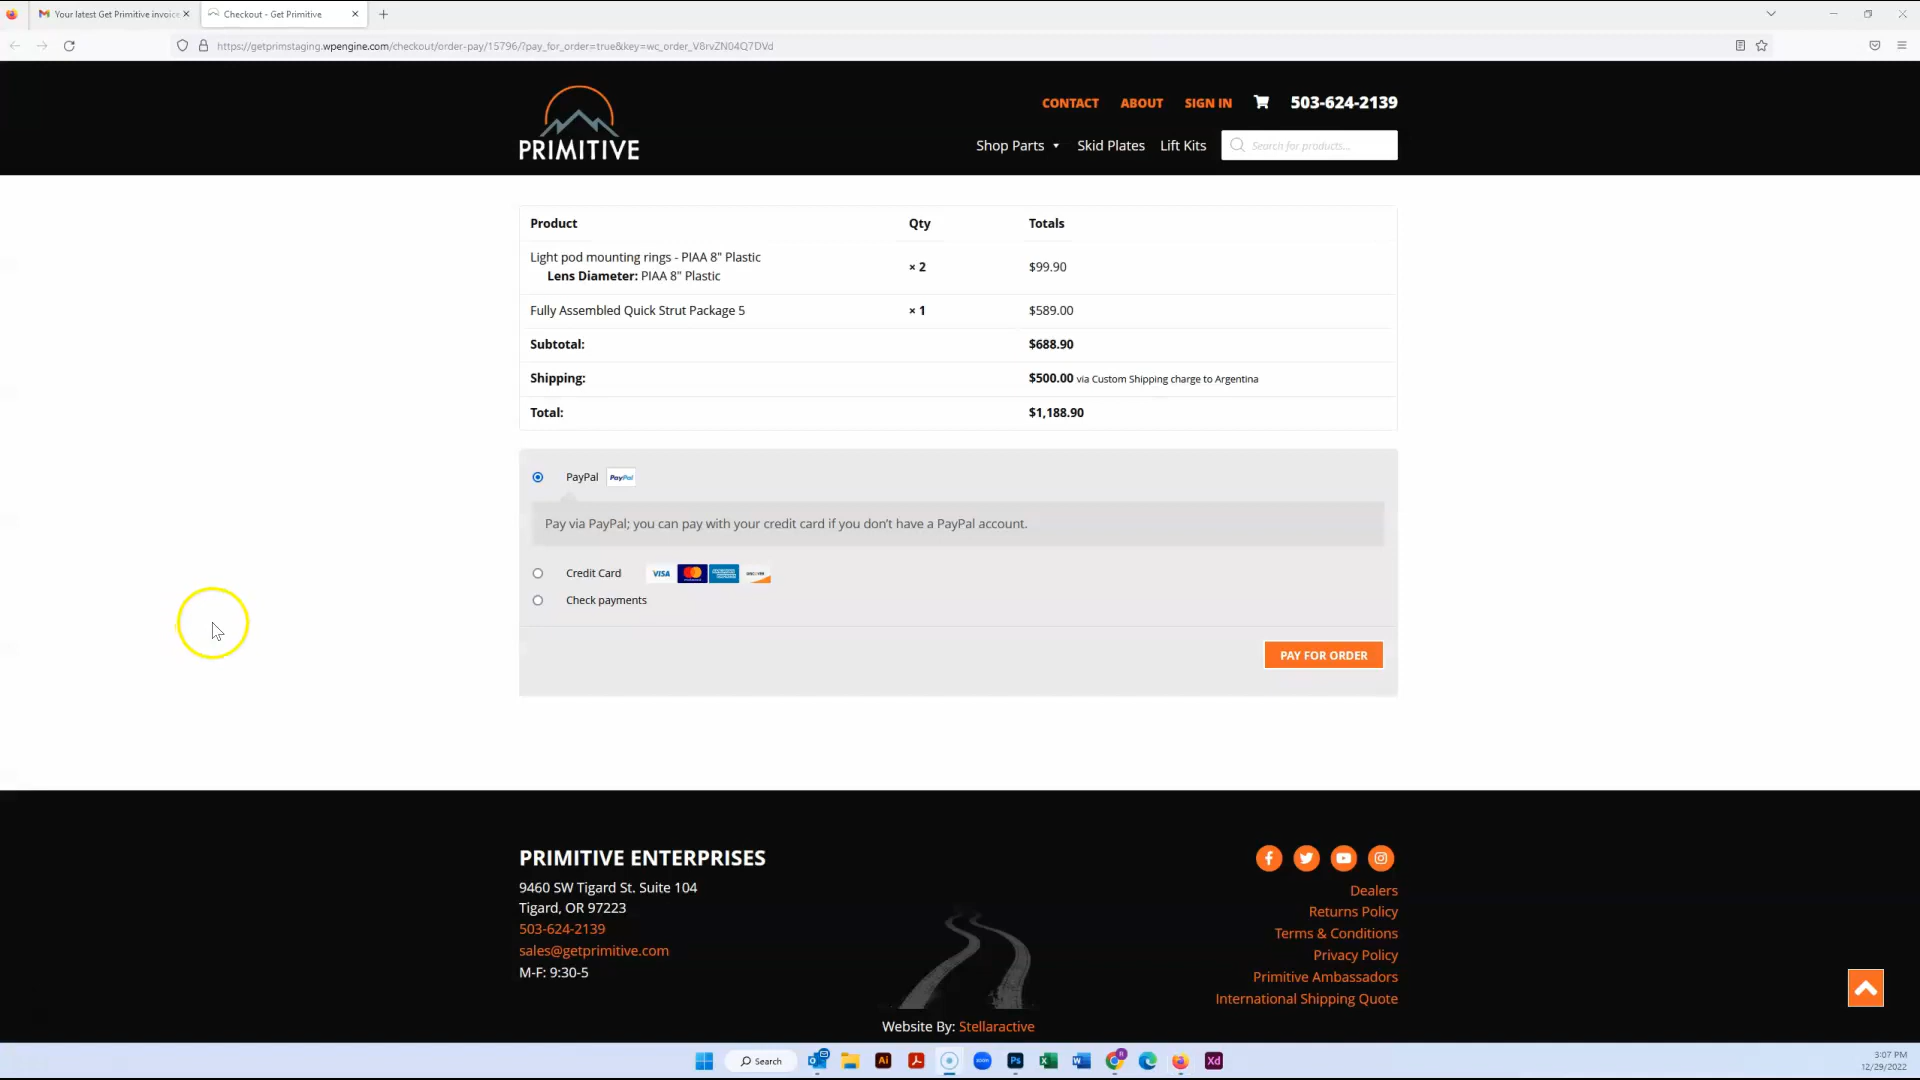 Your latest Get Primitive invoice
Checkout - Get Primitive
https://getprimstaging.wpengine.com/checkout/order-pay/15796/?pay_for_order=true&key=wc_order_V8rvZN04Q7DVd
PRIMITIVE
CONTACT ABOUT SIGN IN 503-624-2139
Shop Parts Skid Plates Lift Kits Search for products...
Product Qty Totals
Light pod mounting rings - PIAA 8" Plastic
Lens Diameter: PIAA 8" Plastic
× 2 $99.90
Fully Assembled Quick Strut Package 5 × 1 $589.00
Subtotal: $688.90
Shipping: $500.00 via Custom Shipping charge to Argentina
Total: $1,188.90
PayPal PayPal
Pay via PayPal; you can pay with your credit card if you don't have a PayPal account.
Credit Card VISA DISCOVER
Check payments
PAY FOR ORDER
PRIMITIVE ENTERPRISES
9460 SW Tigard St. Suite 104
Tigard, OR 97223
503-624-2139
sales@getprimitive.com
M-F: 9:30-5
Dealers
Returns Policy
Terms & Conditions
Privacy Policy
Primitive Ambassadors
International Shipping Quote
Website By: Stellaractive
Search
Ai
zoom
Ps
Xd
3:07 PM
12/29/2022